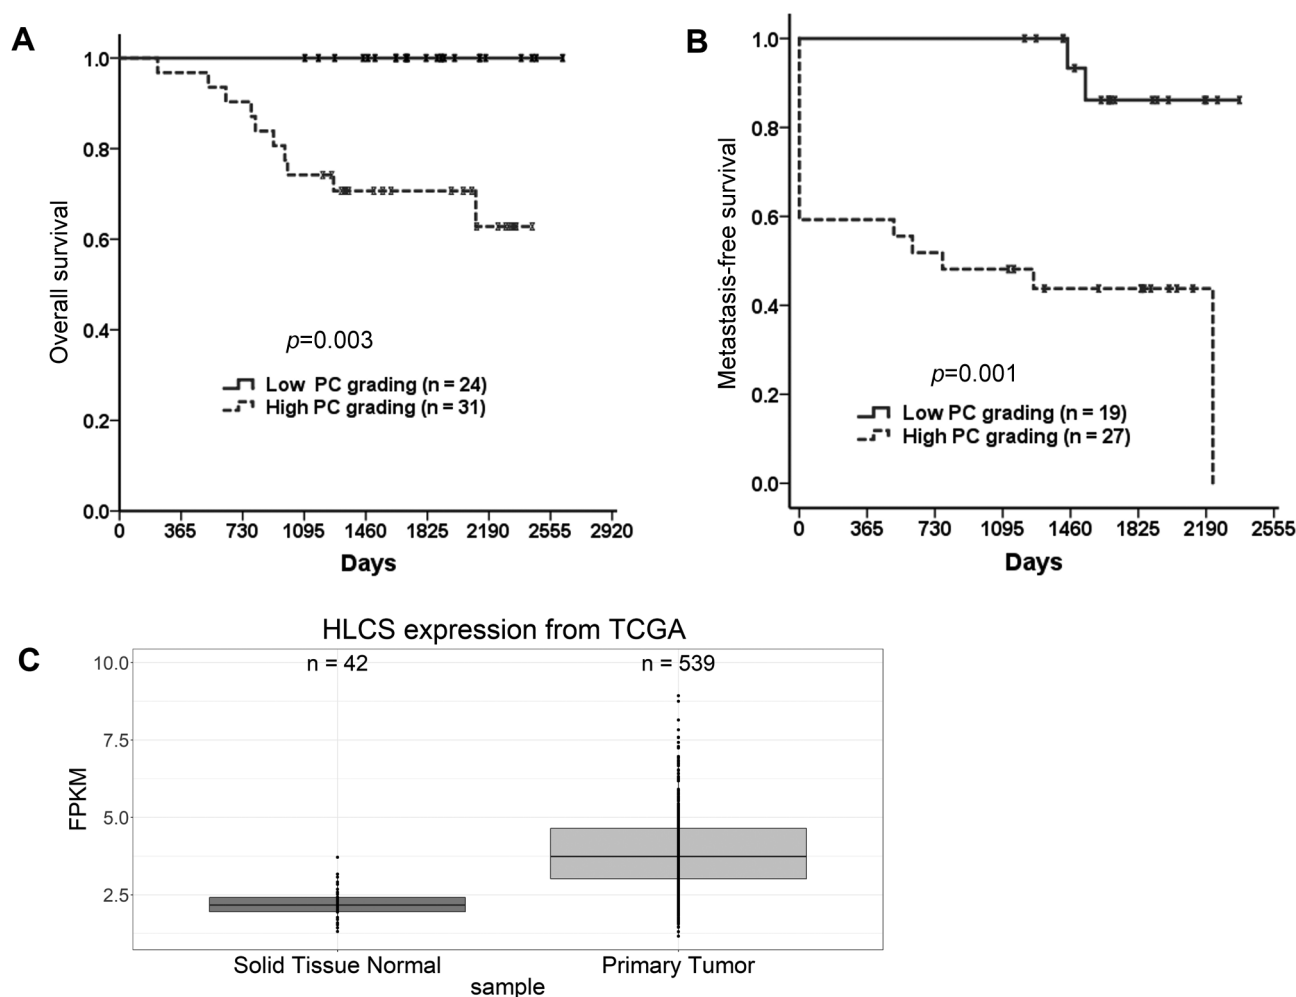 A
1.0
0.8
0.6
0.4
0.2
0.0
Overall survival
p=0.003
Low PC grading (n = 24)
High PC grading (n = 31)
0 365 730 1095 1460 1825 2190 2555 2920
Days
B
1.0
0.8
0.6
0.4
0.2
0.0
Metastasis-free survival
p=0.001
Low PC grading (n = 19)
High PC grading (n = 27)
0 365 730 1095 1460 1825 2190 2555
Days
C
HLCS expression from TCGA
n = 42 n = 539
10.0
7.5
5.0
2.5
FPKM
Solid Tissue Normal Primary Tumor
sample